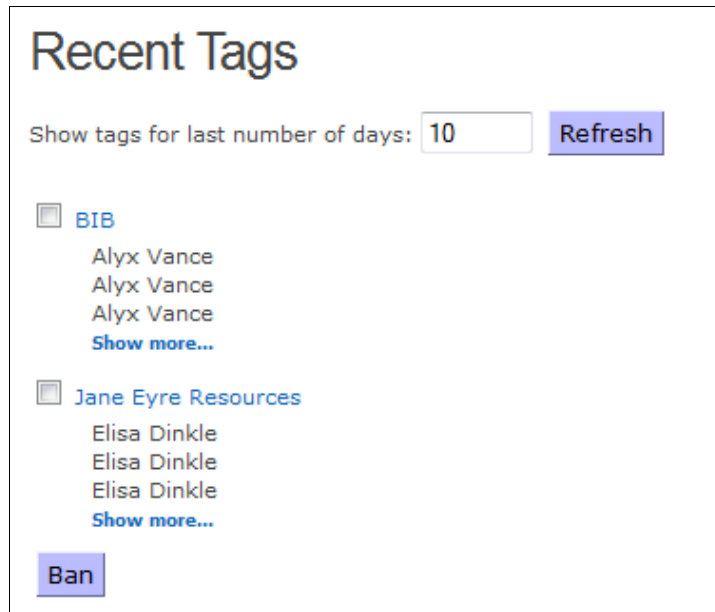 Recent Tags
Show tags for last number of days: 10 Refresh
BIB
Alyx Vance
Alyx Vance
Alyx Vance
Show more...
Jane Eyre Resources
Elisa Dinkle
Elisa Dinkle
Elisa Dinkle
Show more...
Ban